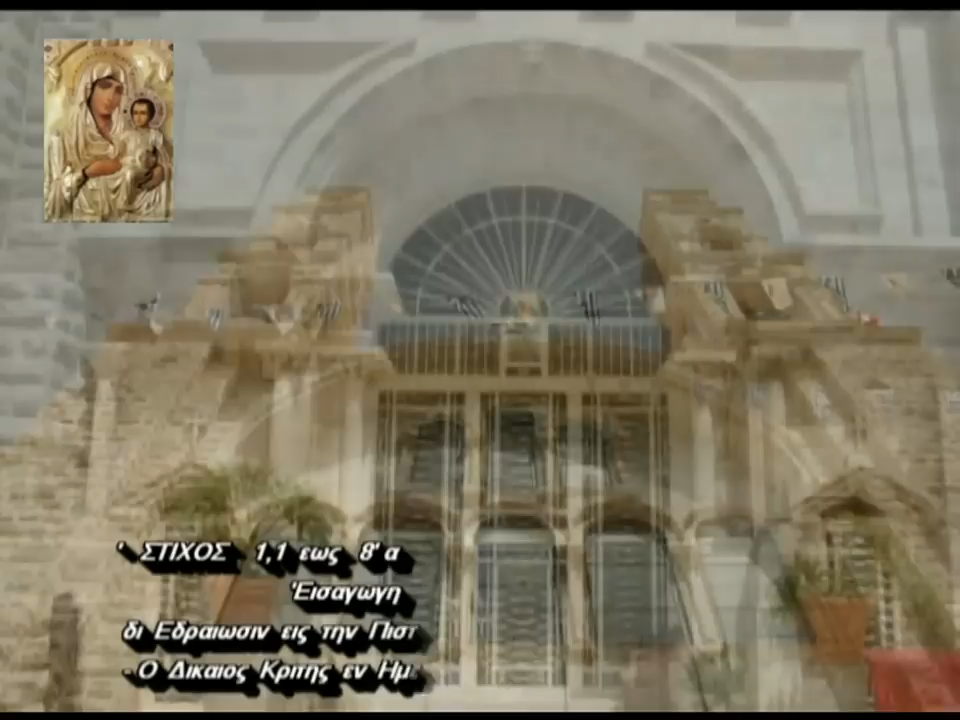 ' ΣΤΙΧΟΣ 1,1 εως 8' α
'Εισαγωγη
δι Εδραιωσιν εις την Πιστ
- Ο Δικαιος Κριτης εν Ημ